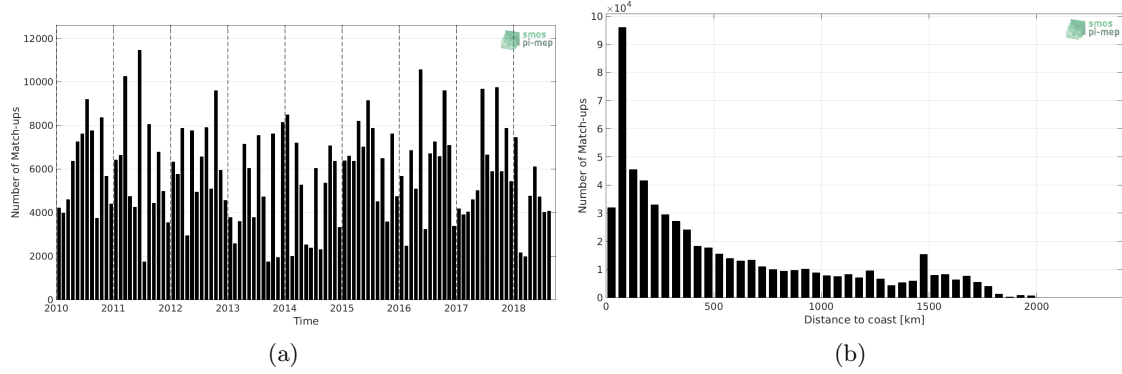 12000
10000
8000
6000
4000
2000
0
Number of Match-ups
2010 2011 2012 2013 2014 2015 2016 2017 2018
Time
smos
pi-mep
(a)
×10⁴
10
9
8
7
6
5
4
3
2
1
0
Number of Match-ups
0 500 1000 1500 2000
Distance to coast [km]
smos
pi-mep
(b)